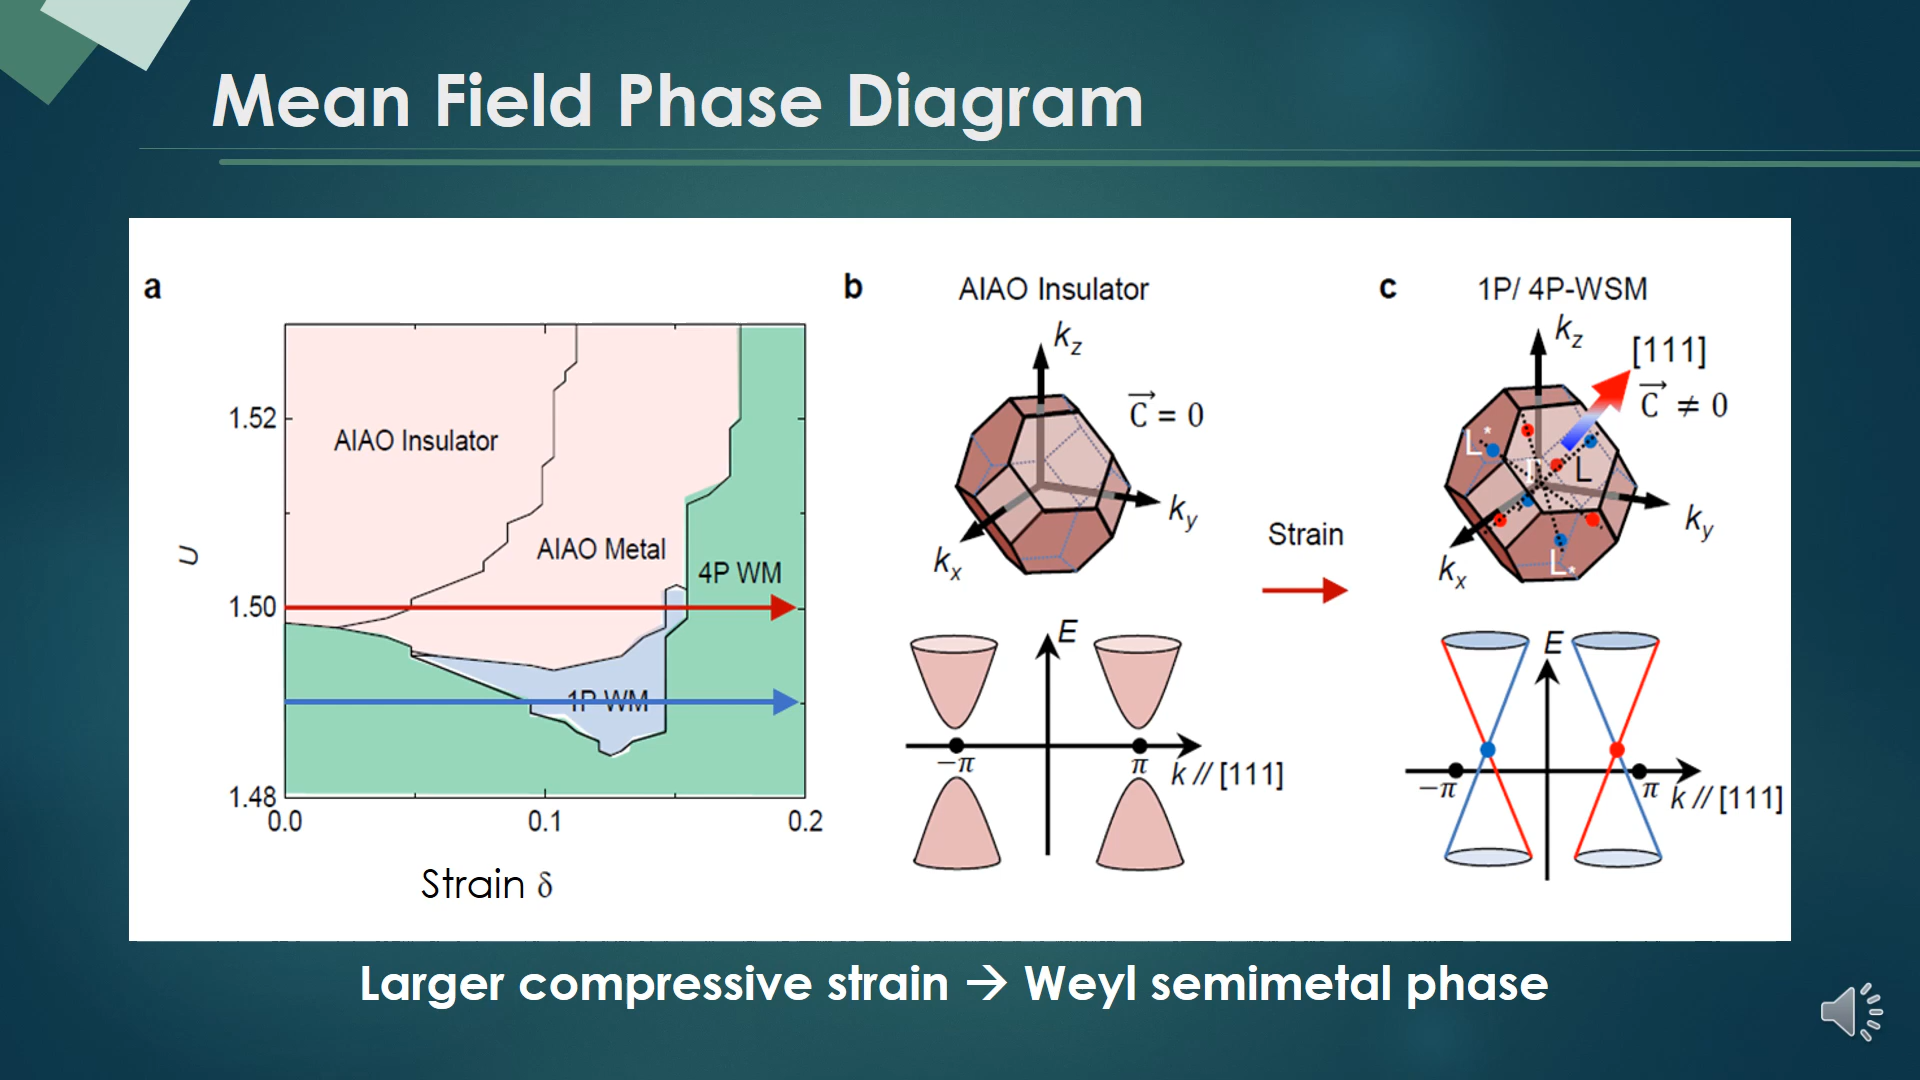 Mean Field Phase Diagram
a
AIAO Insulator
AIAO Metal
4P WM
1P WM
U
1.52
1.50
1.48
0.0
0.1
0.2
Strain δ
b
AIAO Insulator
k_z
C⃗ = 0
k_y
k_x
E
−π
π
k // [111]
Strain
c
1P/ 4P-WSM
k_z
[111]
C⃗ ≠ 0
L*
Γ
L
k_y
k_x
L*
E
−π
π
k // [111]
Larger compressive strain → Weyl semimetal phase